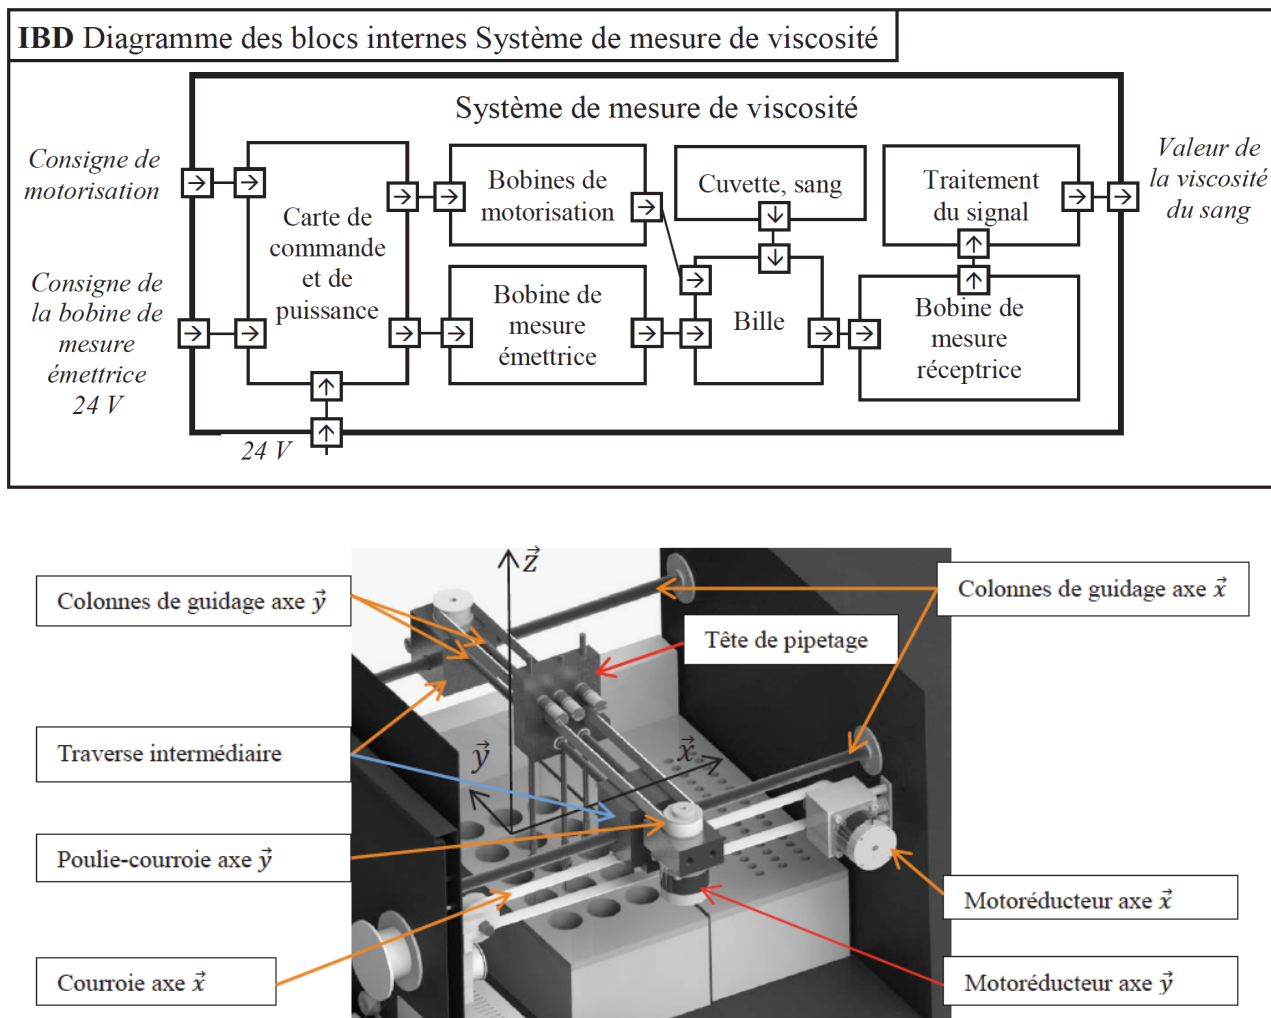 IBD Diagramme des blocs internes Système de mesure de viscosité
Système de mesure de viscosité
Consigne de
motorisation
Consigne de
la bobine de
mesure
émettrice
24 V
24 V
Carte de
commande
et de
puissance
Bobines de
motorisation
Bobine de
mesure
émettrice
Cuvette, sang
Bille
Traitement
du signal
Bobine de
mesure
réceptrice
Valeur de
la viscosité
du sang
Colonnes de guidage axe y⃗
Traverse intermédiaire
Poulie-courroie axe y⃗
Courroie axe x⃗
z⃗
y⃗
x⃗
Tête de pipetage
Colonnes de guidage axe x⃗
Motoréducteur axe x⃗
Motoréducteur axe y⃗